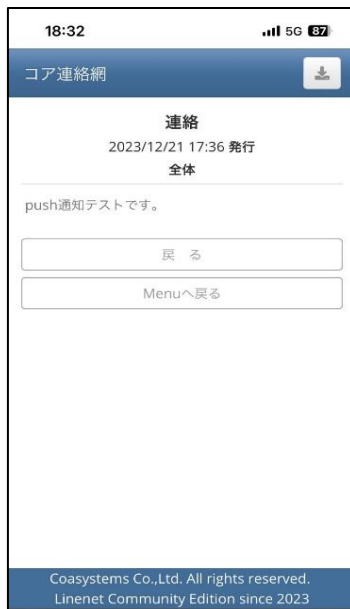 18:32
5G 87
コア連絡網
連絡
2023/12/21 17:36 発行
全体
push通知テストです。
戻　る
Menuへ戻る
Coasystems Co.,Ltd. All rights reserved.
Linenet Community Edition since 2023